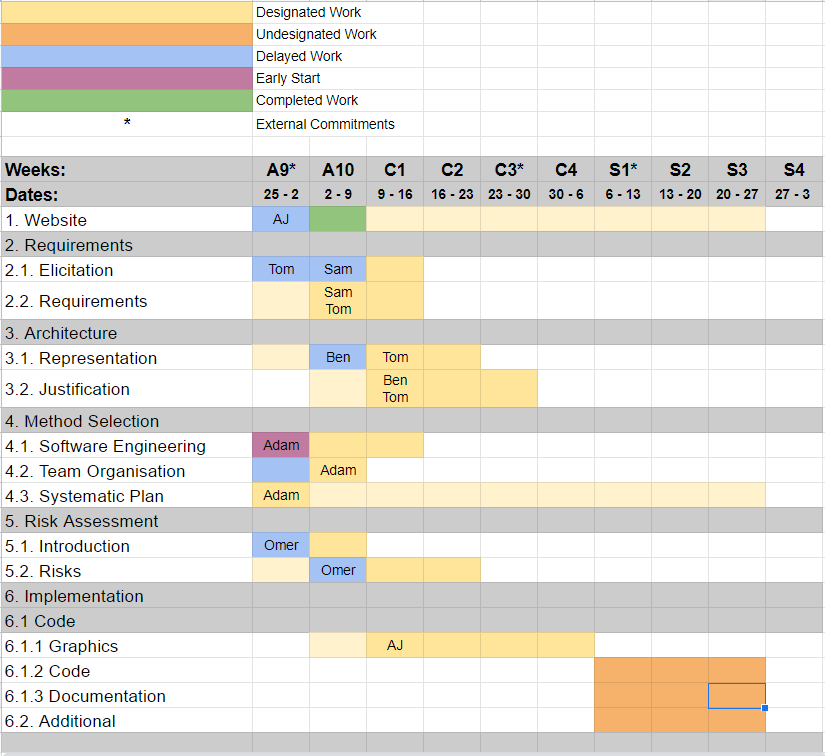 Designated Work
Undesignated Work
Delayed Work
Early Start
Completed Work
* External Commitments
Weeks: A9* A10 C1 C2 C3* C4 S1* S2 S3 S4
Dates: 25 - 2 2 - 9 9 - 16 16 - 23 23 - 30 30 - 6 6 - 13 13 - 20 20 - 27 27 - 3
1. Website AJ
2. Requirements
2.1. Elicitation Tom Sam
2.2. Requirements Sam
Tom
3. Architecture
3.1. Representation Ben Tom
3.2. Justification Ben
Tom
4. Method Selection
4.1. Software Engineering Adam
4.2. Team Organisation Adam
4.3. Systematic Plan Adam
5. Risk Assessment
5.1. Introduction Omer
5.2. Risks Omer
6. Implementation
6.1 Code
6.1.1 Graphics AJ
6.1.2 Code
6.1.3 Documentation
6.2. Additional